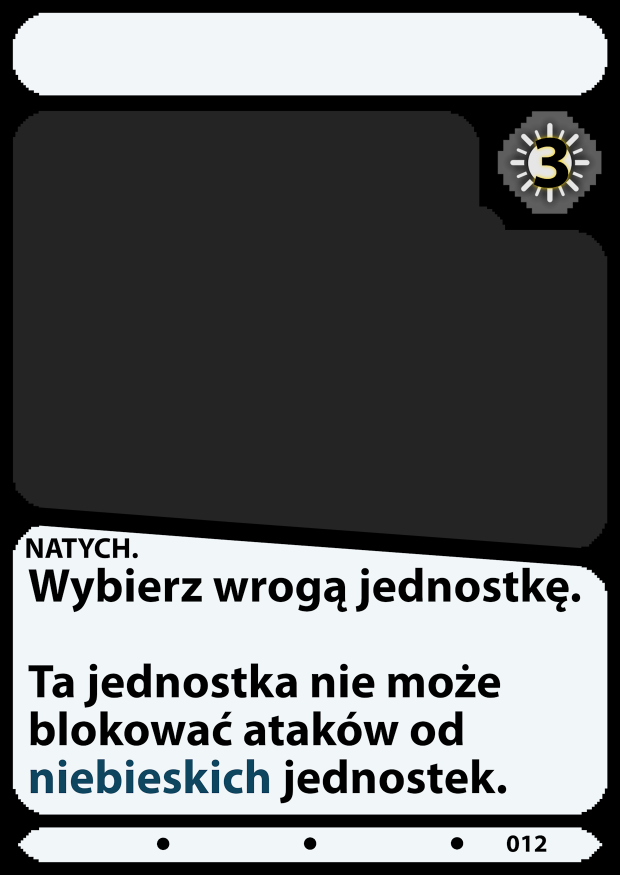 3
NATYCH.
Wybierz wrogą jednostkę.
Ta jednostka nie może
blokować ataków od
niebieskich jednostek.
• • • 012